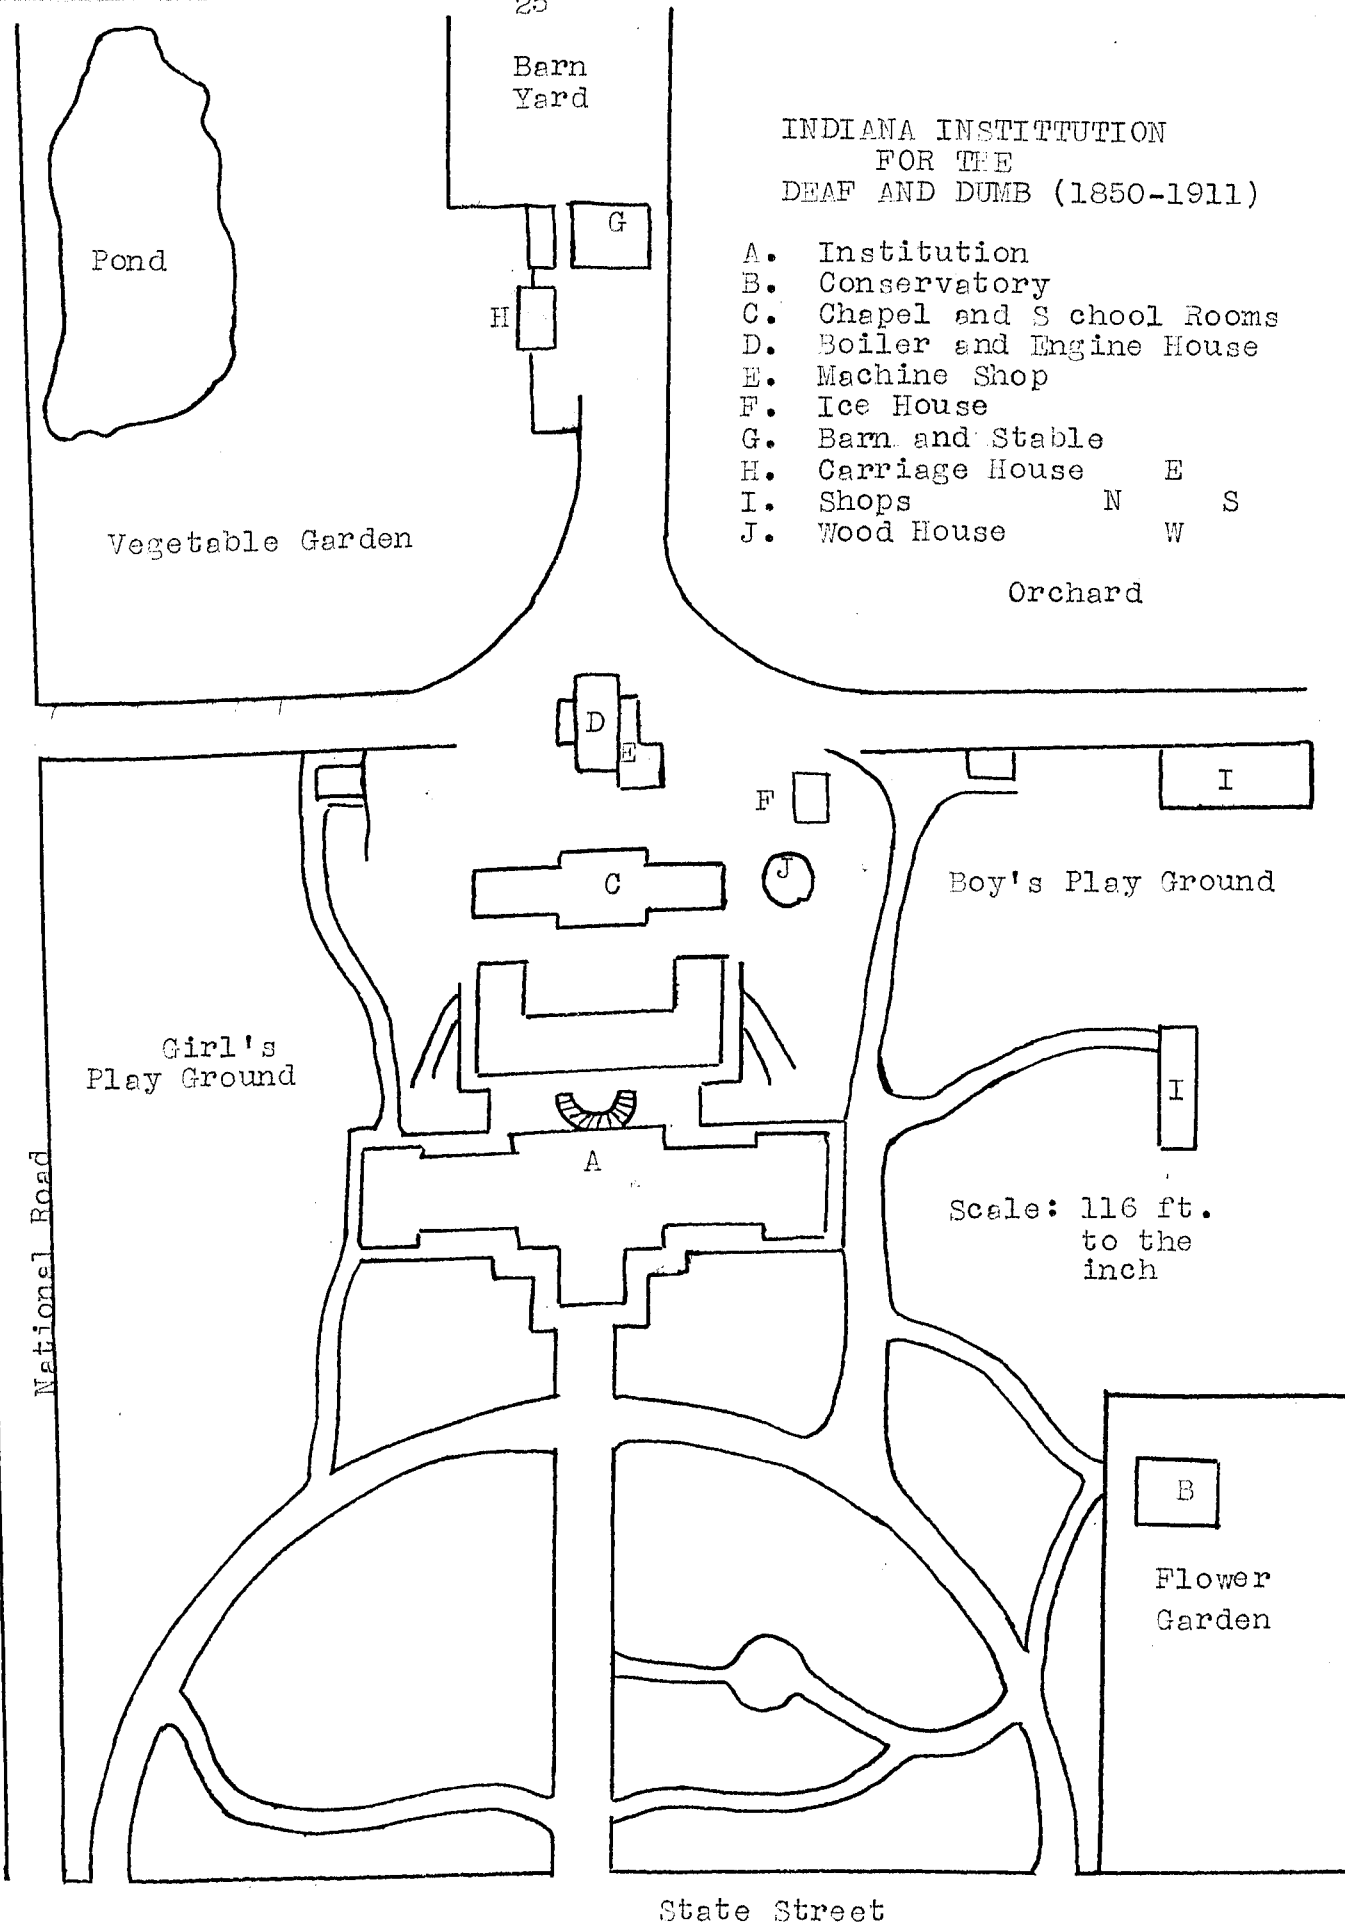 25
Barn
Yard
INDIANA INSTITTUTION
FOR THE
DEAF AND DUMB (1850-1911)
G
Pond
A. Institution
B. Conservatory
C. Chapel and S chool Rooms
D. Boiler and Engine House
E. Machine Shop
F. Ice House
G. Barn and Stable
H. Carriage House E
I. Shops N S
J. Wood House W
H
Vegetable Garden
Orchard
D
E
F
I
J
C
Boy's Play Ground
Girl's
Play Ground
I
A
National Road
Scale: 116 ft.
to the
inch
B
Flower
Garden
State Street